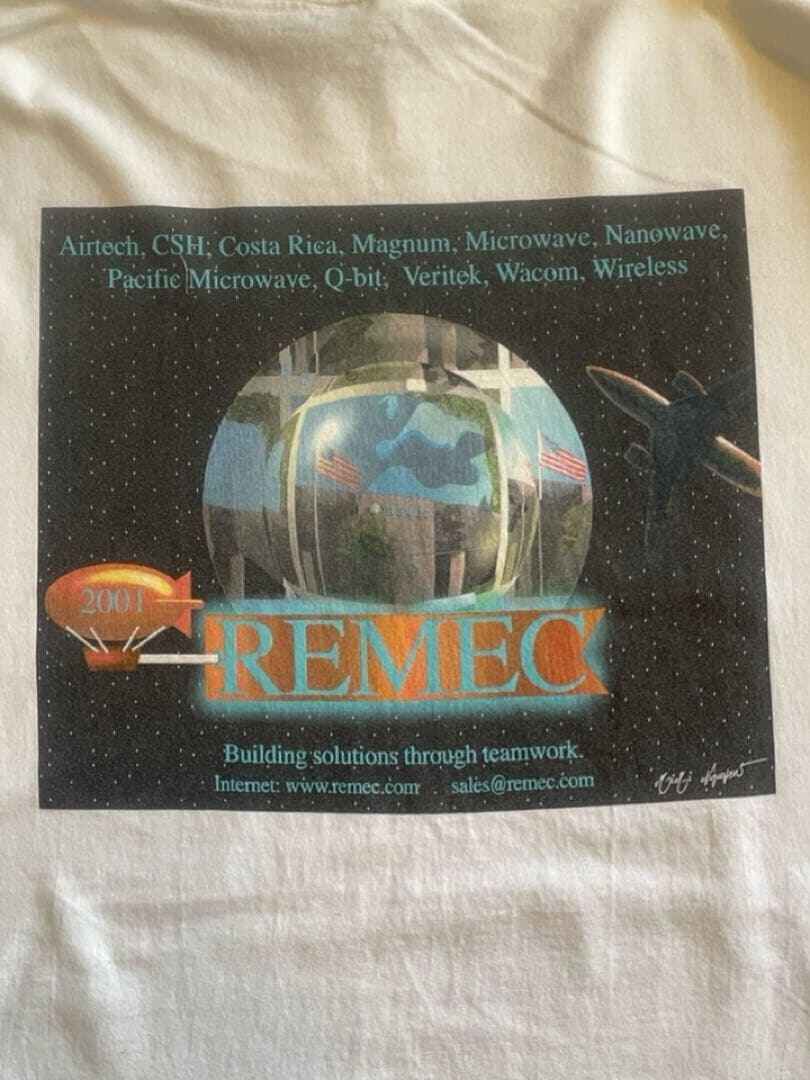 Airtech, CSH, Costa Rica, Magnum, Microwave, Nanowave,
Pacific Microwave, Q-bit, Veritek, Wacom, Wireless
REMEC
2001
REMEC
Building solutions through teamwork.
Internet: www.remec.com sales@remec.com